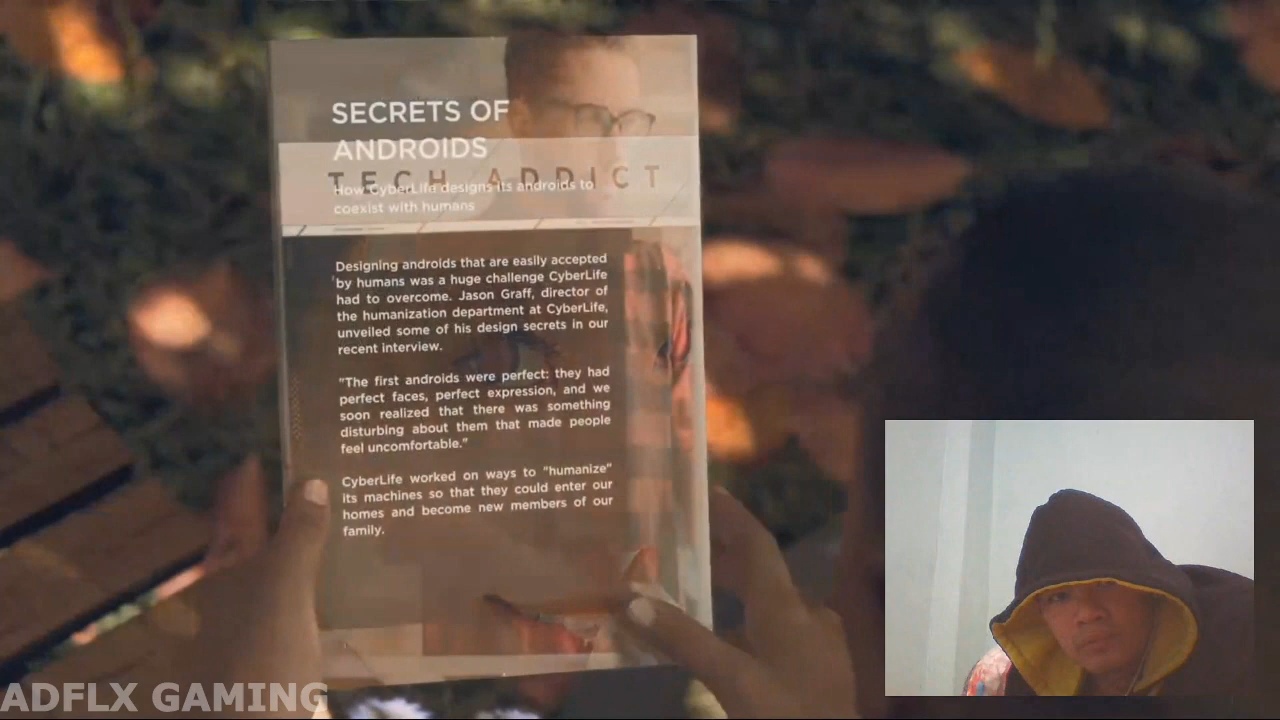 SECRETS OF
ANDROIDS
TECH ADDICT
How CyberLife designs its androids to
coexist with humans
Designing androids that are easily accepted
by humans was a huge challenge CyberLife
had to overcome. Jason Graff, director of
the humanization department at CyberLife,
unveiled some of his design secrets in our
recent interview.
"The first androids were perfect: they had
perfect faces, perfect expression, and we
soon realized that there was something
disturbing about them that made people
feel uncomfortable."
CyberLife worked on ways to "humanize"
its machines so that they could enter our
homes and become new members of our
family.
ADFLX GAMING